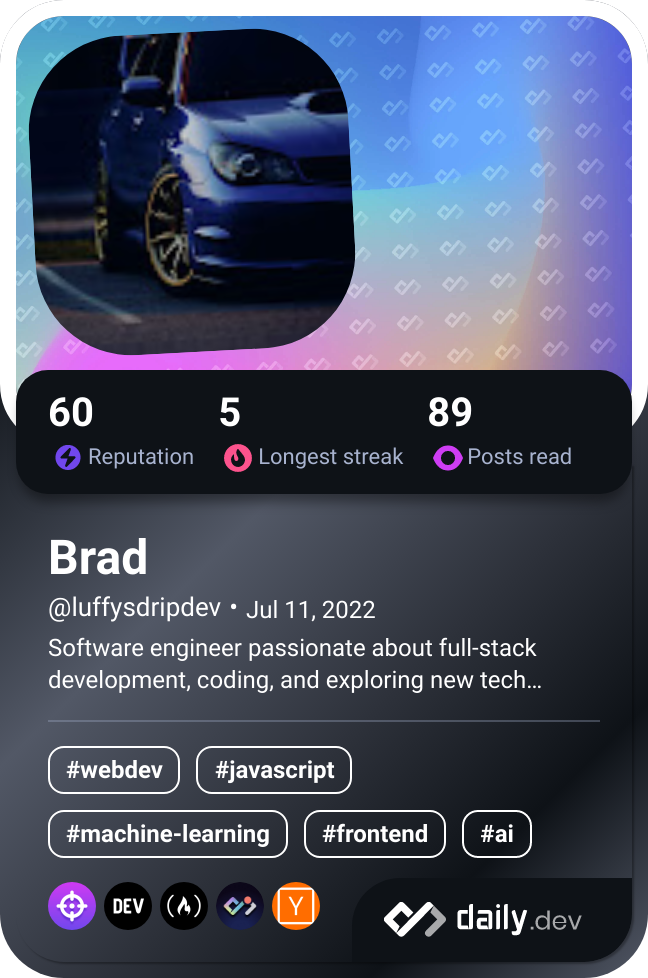 60 5 89
Reputation Longest streak Posts read
Brad
@luffysdripdev • Jul 11, 2022
Software engineer passionate about full-stack
development, coding, and exploring new tech...
#webdev #javascript
#machine-learning #frontend #ai
DEV Y daily.dev